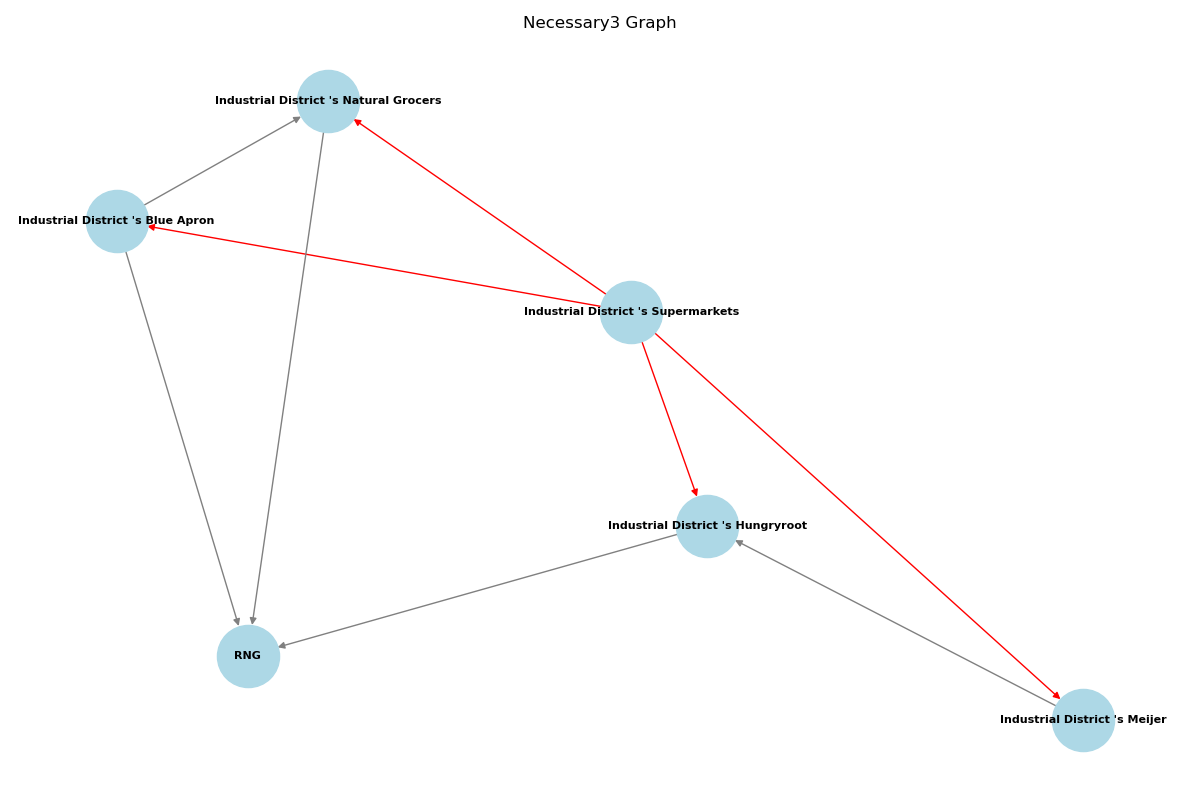 Necessary3 Graph
Industrial District 's Natural Grocers
Industrial District 's Blue Apron
Industrial District 's Supermarkets
Industrial District 's Hungryroot
RNG
Industrial District 's Meijer